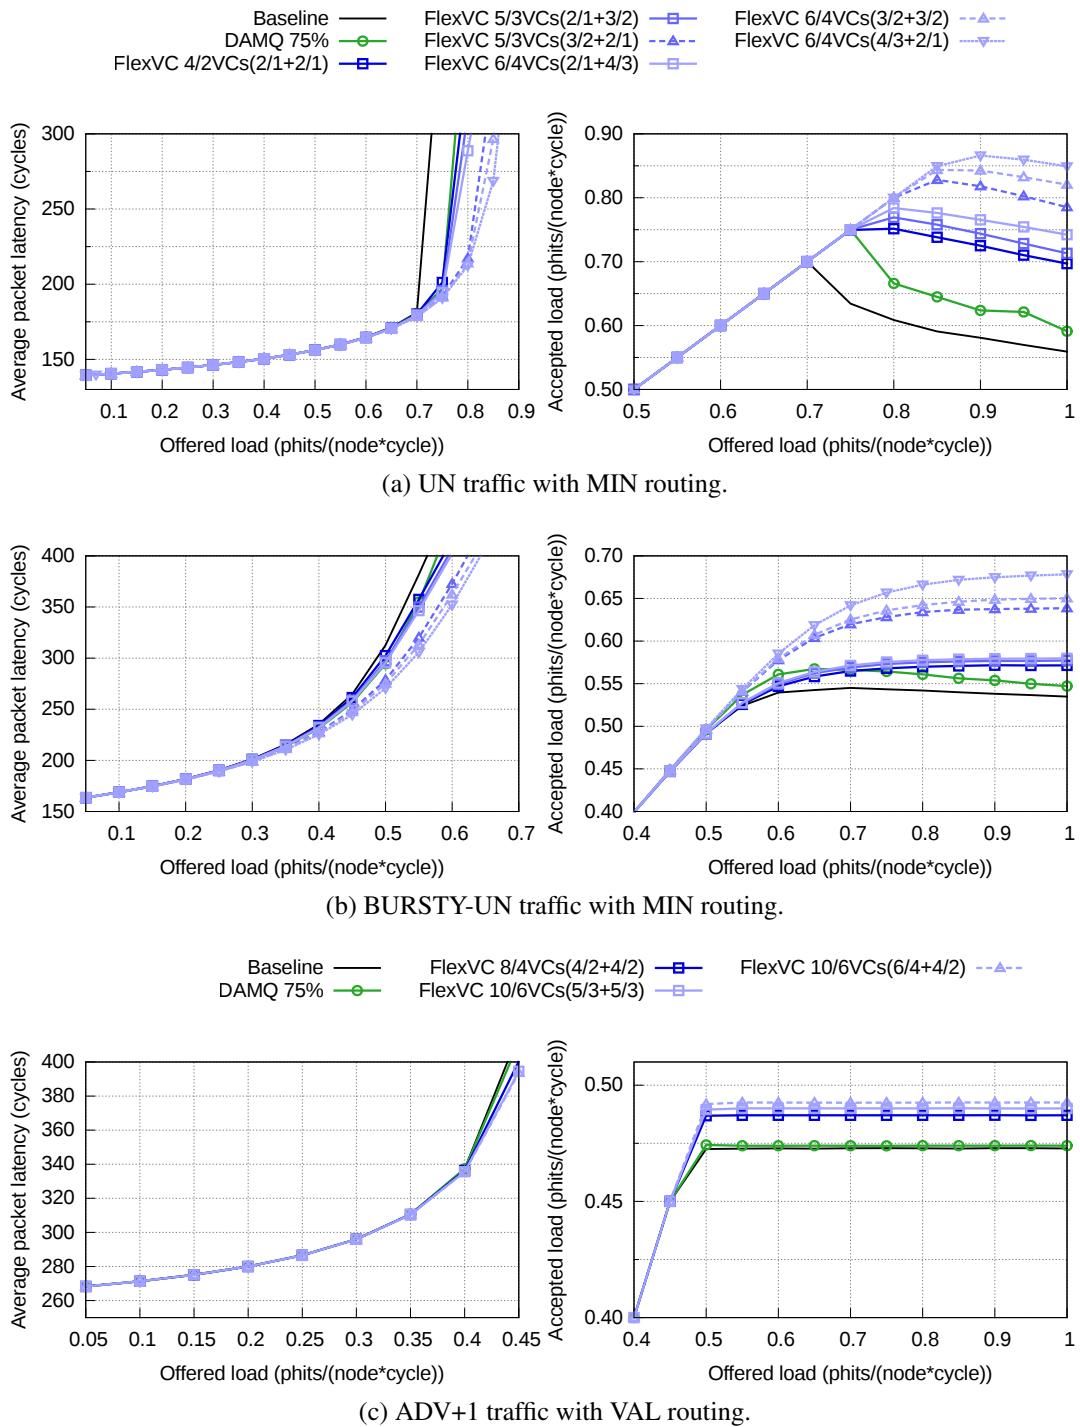 Baseline
DAMQ 75%
FlexVC 4/2VCs(2/1+2/1)
FlexVC 5/3VCs(2/1+3/2)
FlexVC 5/3VCs(3/2+2/1)
FlexVC 6/4VCs(2/1+4/3)
FlexVC 6/4VCs(3/2+3/2)
FlexVC 6/4VCs(4/3+2/1)
Average packet latency (cycles)
300
250
200
150
0.1 0.2 0.3 0.4 0.5 0.6 0.7 0.8 0.9
Offered load (phits/(node*cycle))
Accepted load (phits/(node*cycle))
0.90
0.80
0.70
0.60
0.50
0.5 0.6 0.7 0.8 0.9 1
Offered load (phits/(node*cycle))
(a) UN traffic with MIN routing.
Average packet latency (cycles)
400
350
300
250
200
150
0.1 0.2 0.3 0.4 0.5 0.6 0.7
Offered load (phits/(node*cycle))
Accepted load (phits/(node*cycle))
0.70
0.65
0.60
0.55
0.50
0.45
0.40
0.4 0.5 0.6 0.7 0.8 0.9 1
Offered load (phits/(node*cycle))
(b) BURSTY-UN traffic with MIN routing.
Baseline
DAMQ 75%
FlexVC 8/4VCs(4/2+4/2)
FlexVC 10/6VCs(5/3+5/3)
FlexVC 10/6VCs(6/4+4/2)
Average packet latency (cycles)
400
380
360
340
320
300
280
260
0.05 0.1 0.15 0.2 0.25 0.3 0.35 0.4 0.45
Offered load (phits/(node*cycle))
Accepted load (phits/(node*cycle))
0.50
0.45
0.40
0.4 0.5 0.6 0.7 0.8 0.9 1
Offered load (phits/(node*cycle))
(c) ADV+1 traffic with VAL routing.